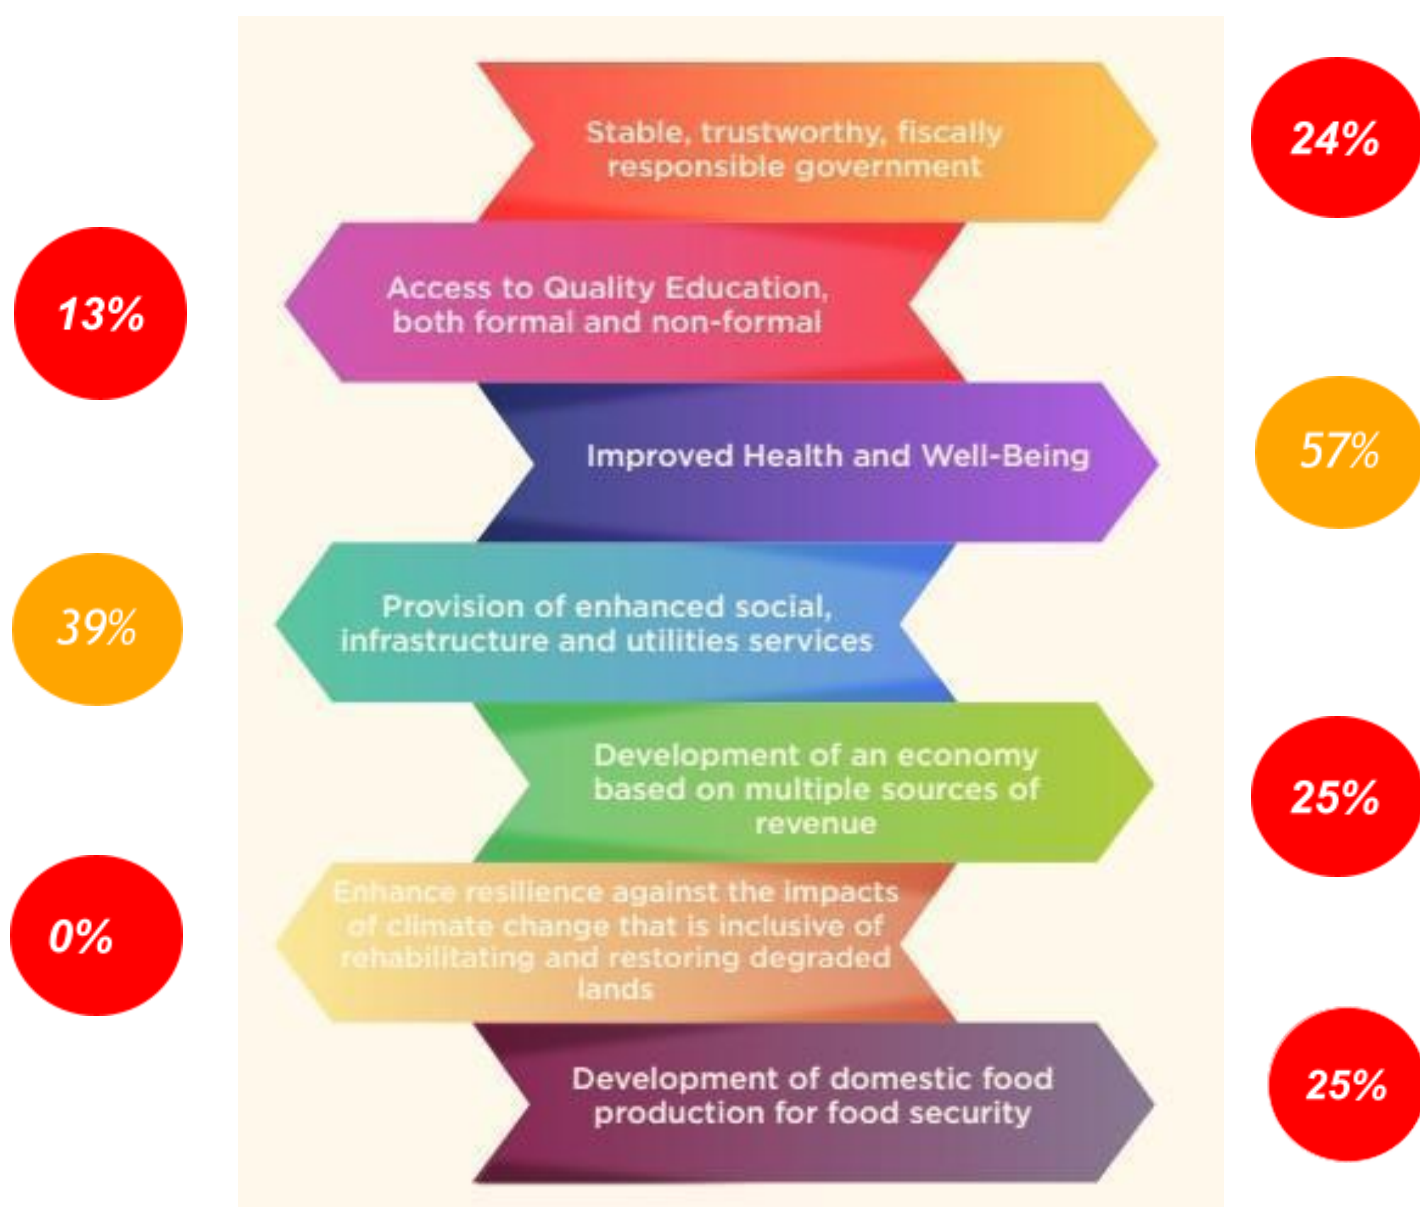 Stable, trustworthy, fiscally
responsible government
24%
13%
Access to Quality Education,
both formal and non-formal
Improved Health and Well-Being
57%
39%
Provision of enhanced social,
infrastructure and utilities services
Development of an economy
based on multiple sources of
revenue
25%
0%
Enhance resilience against the impacts
of climate change that is inclusive of
rehabilitating and restoring degraded
lands
Development of domestic food
production for food security
25%